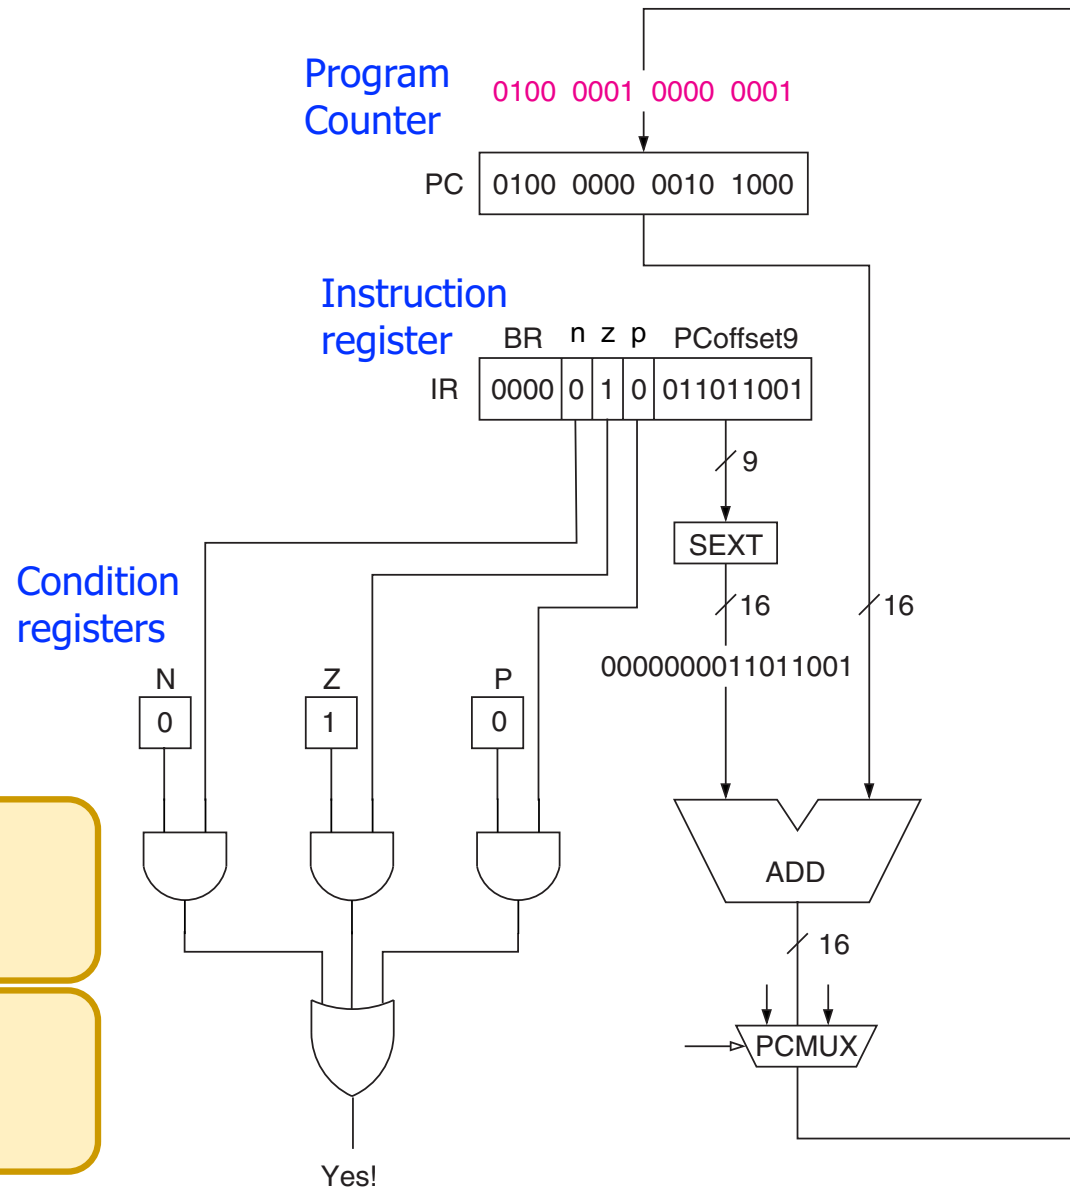 Program
Counter
0100 0001 0000 0001
PC 0100 0000 0010 1000
Instruction
register
BR n z p PCoffset9
IR 0000 0 1 0 011011001
9
SEXT
Condition
registers
16 16
0000000011011001
N Z P
0 1 0
ADD
16
PCMUX
Yes!